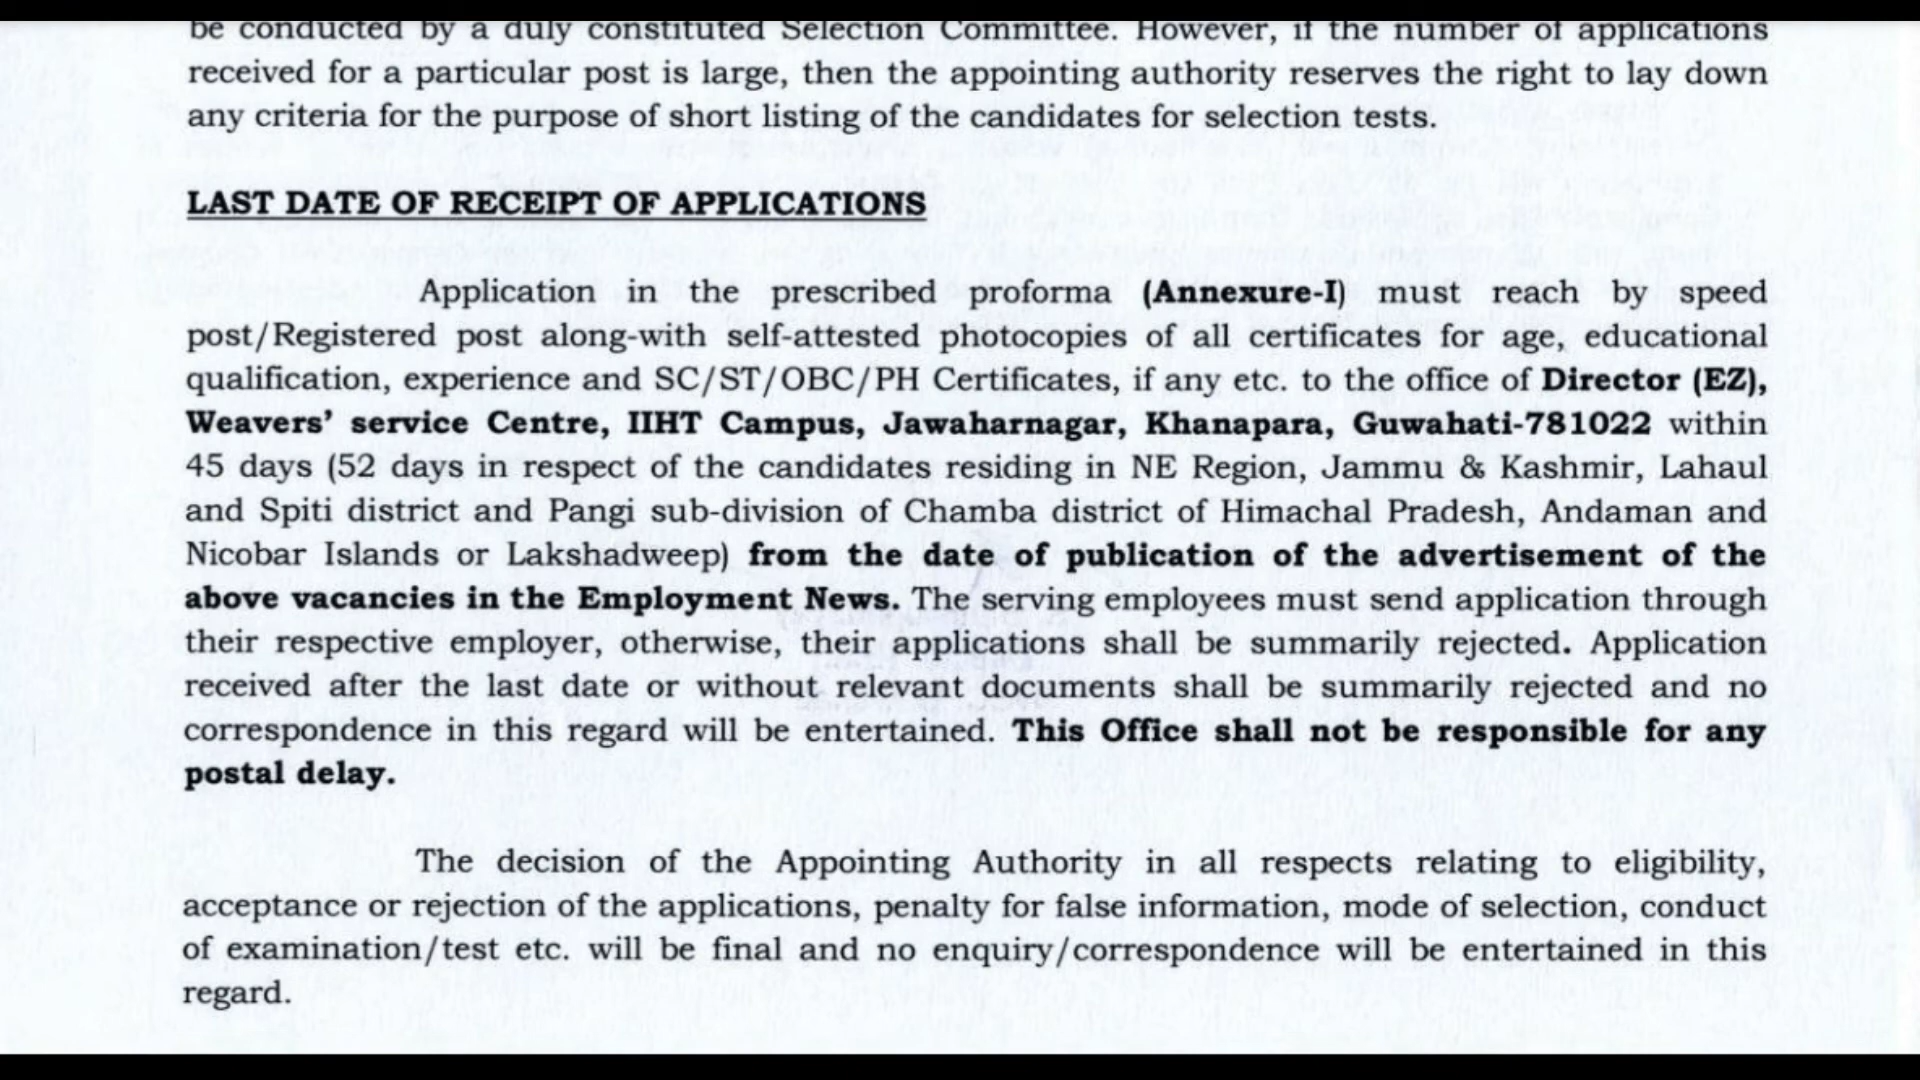 be conducted by a duly constituted Selection Committee. However, if the number of applications
received for a particular post is large, then the appointing authority reserves the right to lay down
any criteria for the purpose of short listing of the candidates for selection tests.
LAST DATE OF RECEIPT OF APPLICATIONS
Application in the prescribed proforma (Annexure-I) must reach by speed
post/Registered post along-with self-attested photocopies of all certificates for age, educational
qualification, experience and SC/ST/OBC/PH Certificates, if any etc. to the office of Director (EZ),
Weavers' service Centre, IIHT Campus, Jawaharnagar, Khanapara, Guwahati-781022 within
45 days (52 days in respect of the candidates residing in NE Region, Jammu & Kashmir, Lahaul
and Spiti district and Pangi sub-division of Chamba district of Himachal Pradesh, Andaman and
Nicobar Islands or Lakshadweep) from the date of publication of the advertisement of the
above vacancies in the Employment News. The serving employees must send application through
their respective employer, otherwise, their applications shall be summarily rejected. Application
received after the last date or without relevant documents shall be summarily rejected and no
correspondence in this regard will be entertained. This Office shall not be responsible for any
postal delay.
The decision of the Appointing Authority in all respects relating to eligibility,
acceptance or rejection of the applications, penalty for false information, mode of selection, conduct
of examination/test etc. will be final and no enquiry/correspondence will be entertained in this
regard.